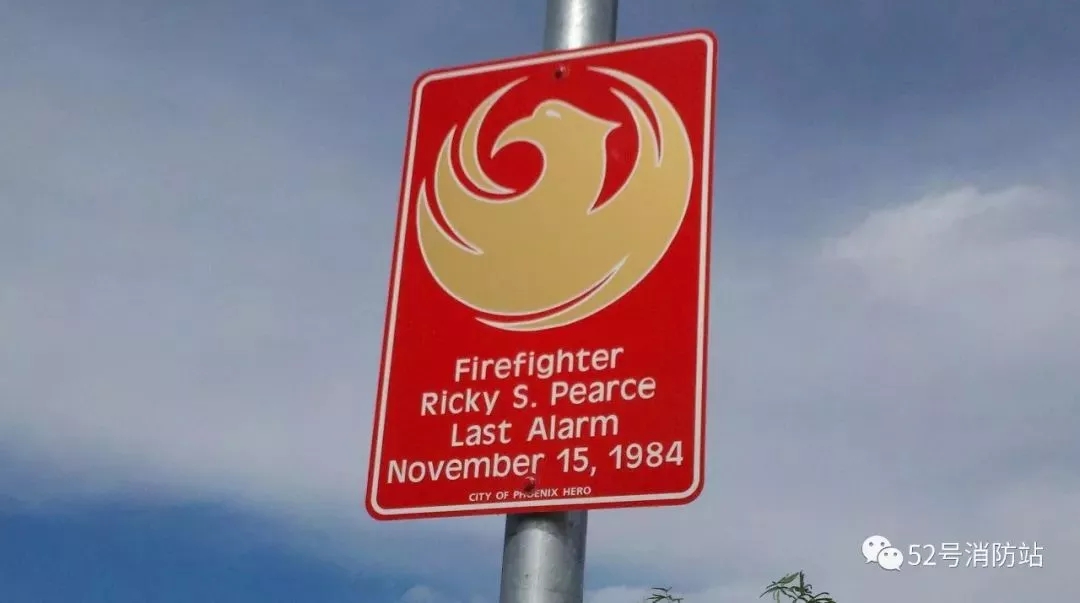 Firefighter
Ricky S. Pearce
Last Alarm
November 15, 1984
CITY OF PHOENIX HERO
52号消防站